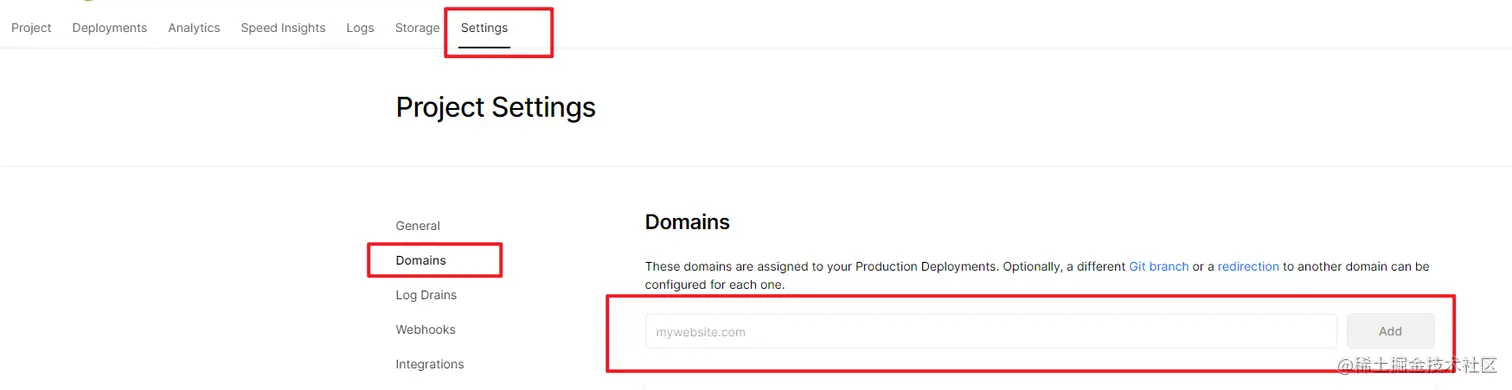 Project Deployments Analytics Speed Insights Logs Storage Settings
Project Settings
General
Domains
Log Drains
Webhooks
Integrations
Domains
These domains are assigned to your Production Deployments. Optionally, a different Git branch or a redirection to another domain can be
configured for each one.
mywebsite.com Add
@稀土掘金技术社区